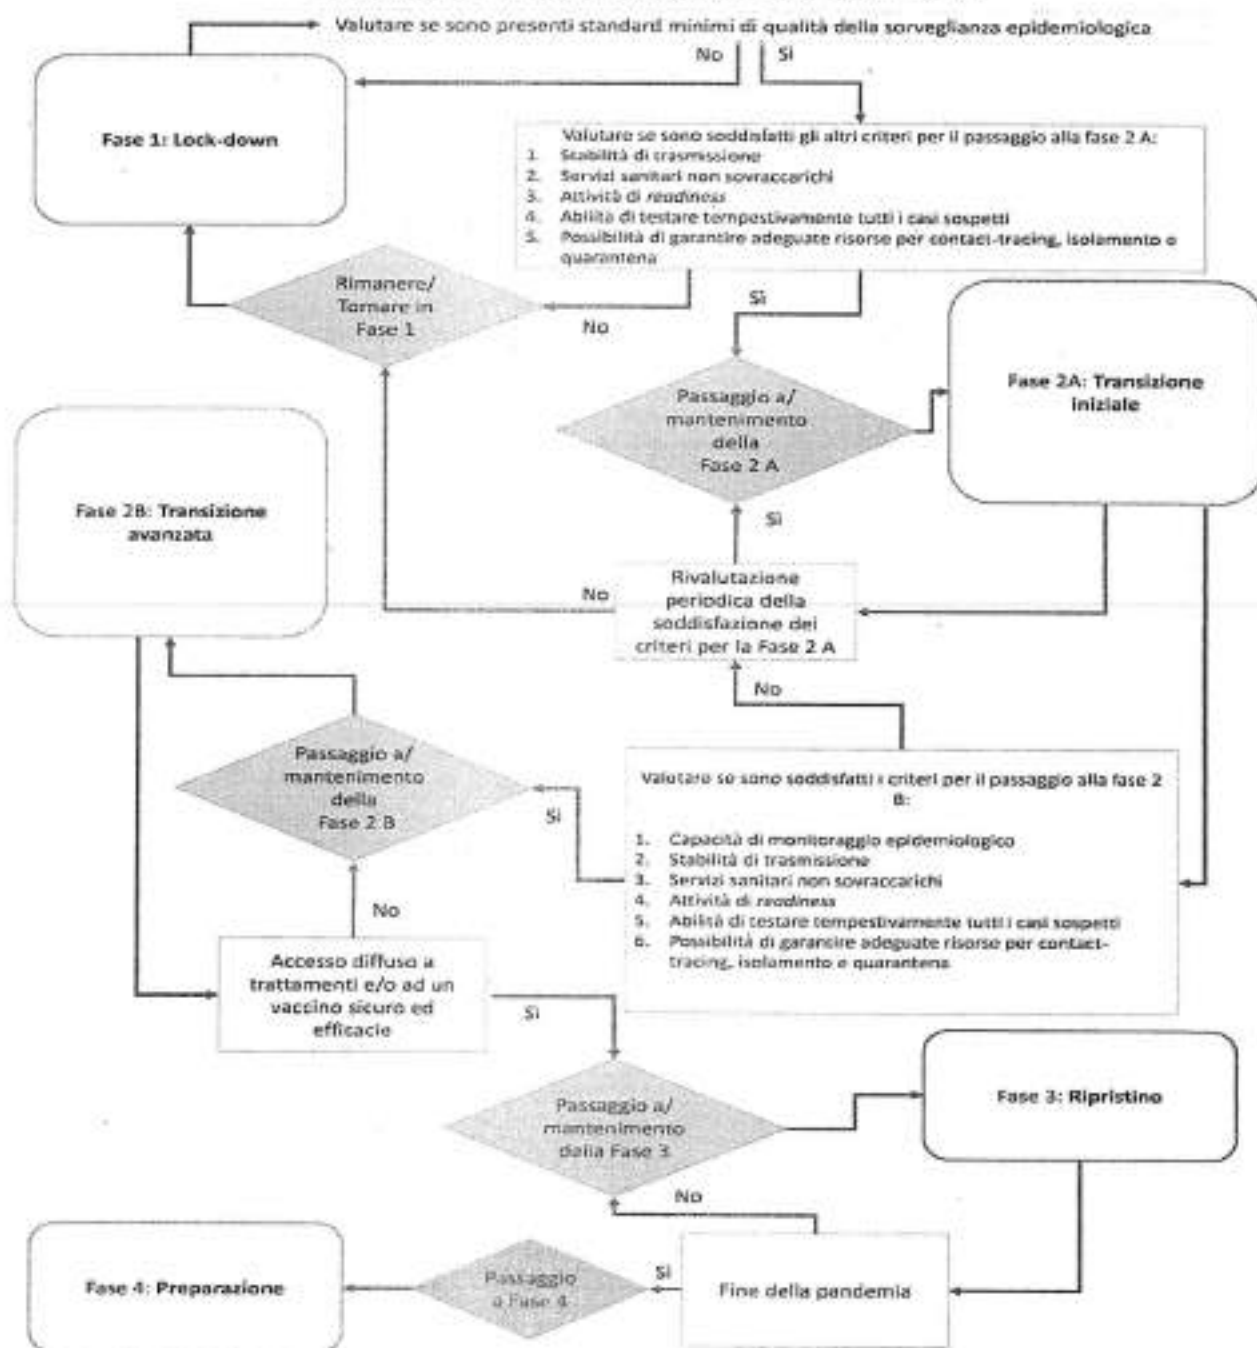 Valutare se sono presenti standard minimi di qualità della sorveglianza epidemiologica
No
Si
Fase 1: Lock-down
Valutare se sono soddisfatti gli altri criteri per il passaggio alla fase 2 A:
1. Stabilità di trasmissione
2. Servizi sanitari non sovraccarichi
3. Attività di readiness
4. Abilità di testare tempestivamente tutti i casi sospetti
5. Possibilità di garantire adeguate risorse per contact-tracing, isolamento e
quarantena
Rimanere/
Tornare in
Fase 1
No
Si
Passaggio a/
mantenimento
della
Fase 2 A
Fase 2A: Transizione
iniziale
Fase 2B: Transizione
avanzata
Si
No
Rivalutazione
periodica della
soddisfazione dei
criteri per la Fase 2 A
No
Passaggio a/
mantenimento
della
Fase 2 B
Si
Valutare se sono soddisfatti i criteri per il passaggio alla fase 2
B:
1. Capacità di monitoraggio epidemiologico
2. Stabilità di trasmissione
3. Servizi sanitari non sovraccarichi
4. Attività di readiness
5. Abilità di testare tempestivamente tutti i casi sospetti
6. Possibilità di garantire adeguate risorse per contact-
tracing, isolamento e quarantena
No
Accesso diffuso a
trattamenti e/o ad un
vaccino sicuro ed
efficacie
Si
Passaggio a/
mantenimento
dalla Fase 3
Fase 3: Ripristino
No
Fase 4: Preparazione
Passaggio
a Fase 4
Si
Fine della pandemia